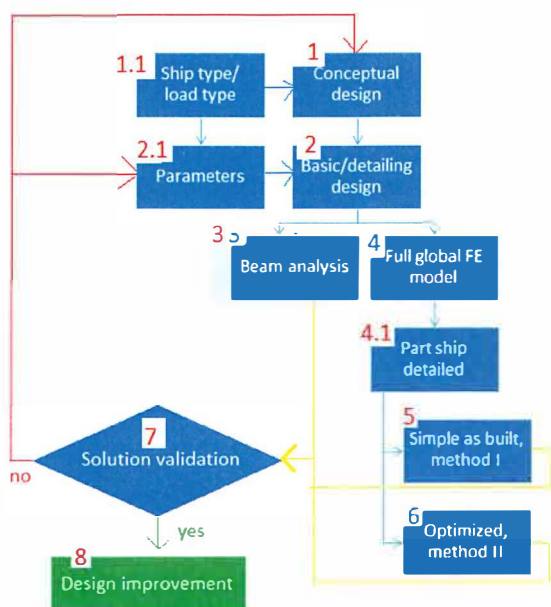 1.1
Ship type/
load type
1
Conceptual
design
2.1
Parameters
2
Basic/detailing
design
3
Beam analysis
4
Full global FE
model
4.1
Part ship
detailed
5
Simple as built,
method I
6
Optimized,
method II
7
Solution validation
no
yes
8
Design improvement